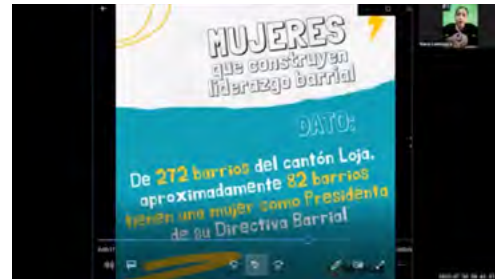 MUJERES
que construyen
liderazgo barrial
DATO:
De 272 barrios del cantón Loja,
aproximadamente 82 barrios
tienen una mujer como Presidenta
de su Directiva Barrial